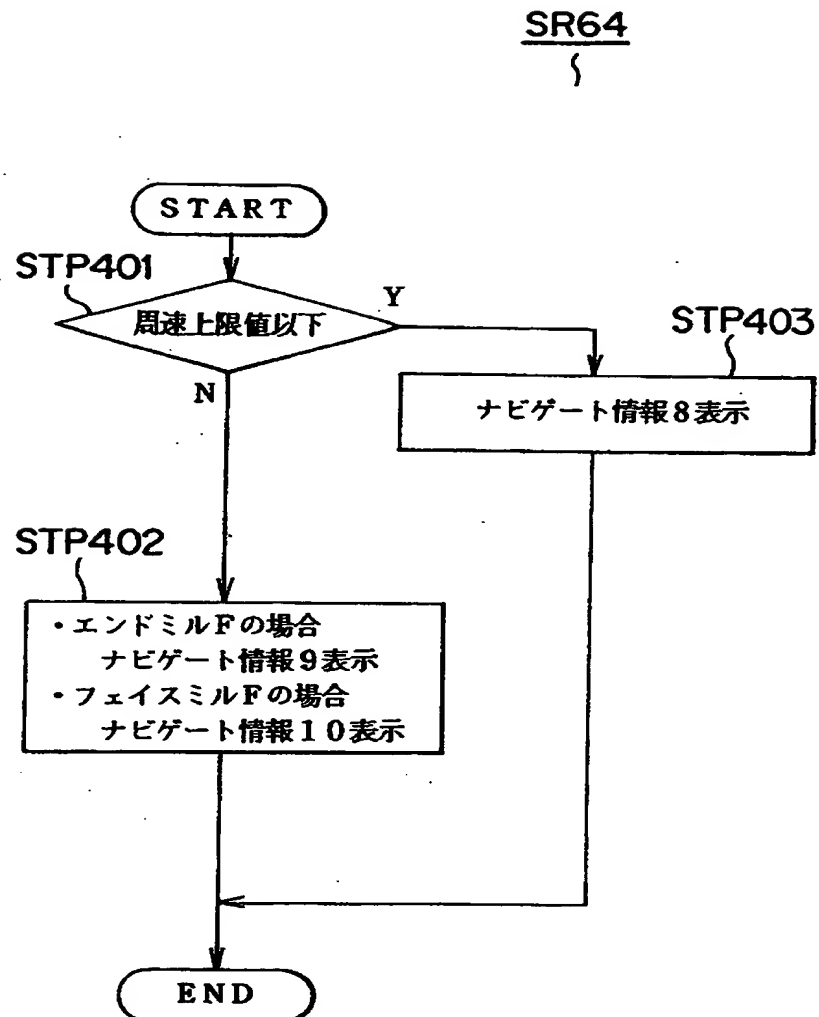 SR64
START
STP401
周速上限値以下
Y
N
STP403
ナビゲート情報8表示
STP402
・エンドミルFの場合
ナビゲート情報9表示
・フェイスミルFの場合
ナビゲート情報10表示
END